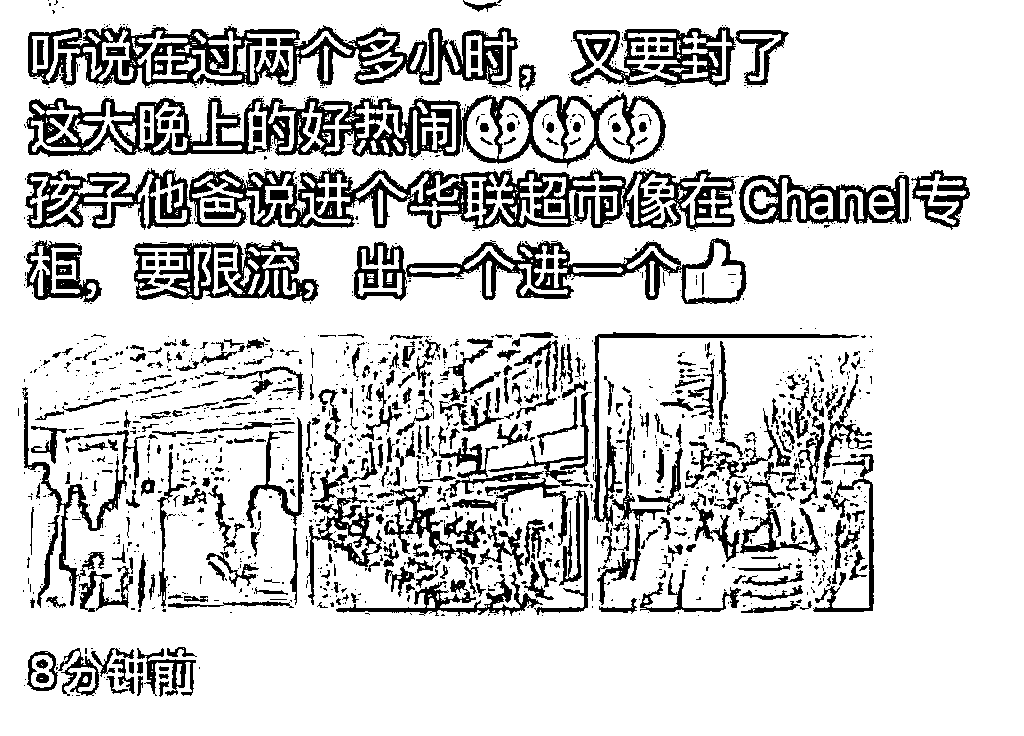 听说在过两个多小时，又要封了
这大晚上的好热闹
孩子他爸说进个华联超市像在Chanel专
柜，要限流，出一个进一个👍
8分钟前